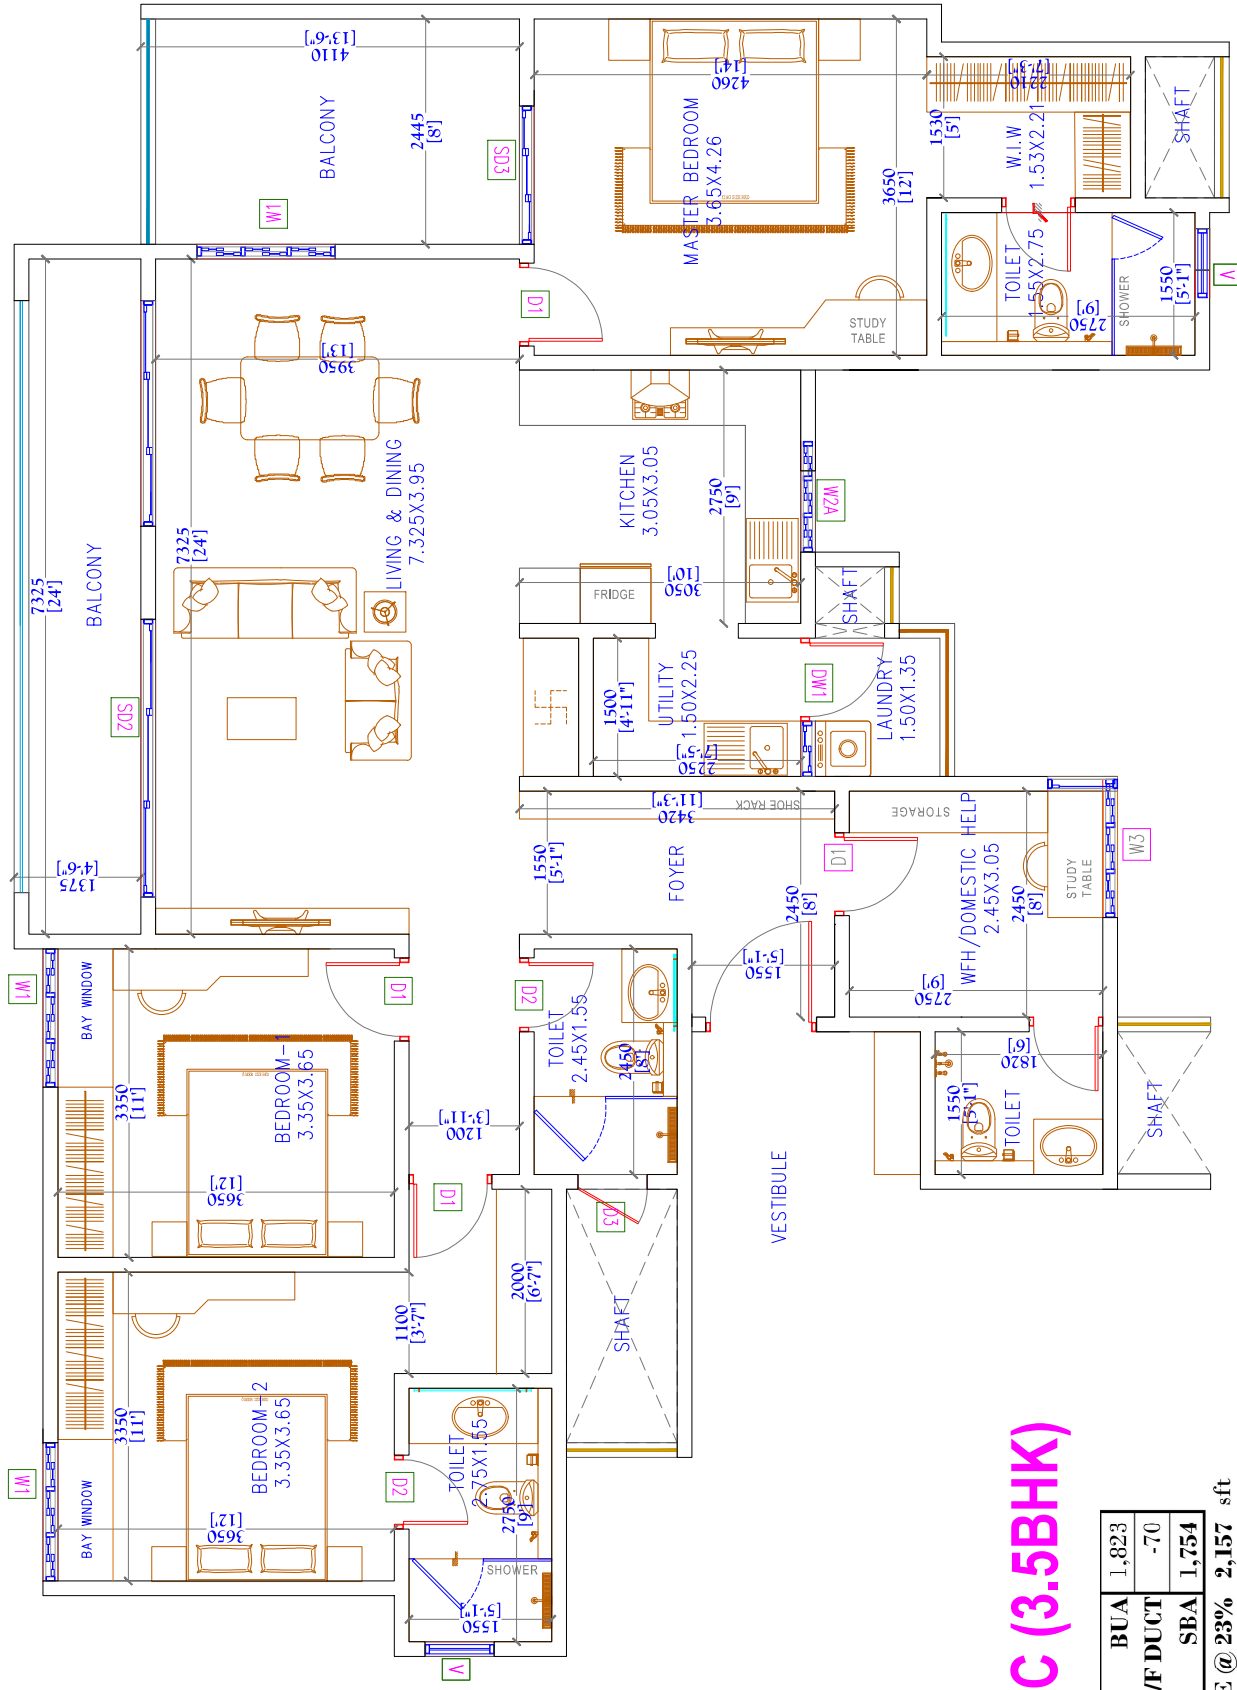 4110
[13'-6"]
BALCONY
2445
[8']
W1
SD3
4260
[14']
MASTER BEDROOM
3.65X4.26
3650
[12']
STUDY
TABLE
D1
2210
[7'-3"]
1530
[5']
W.I.W
1.53X2.21
SHAFT
TOILET
1.55X2.75
2750
[9']
SHOWER
1550
[5'-1"]
V
7325
[24']
BALCONY
1375
[4'-6"]
SD2
3950
[13']
7325
[24']
LIVING & DINING
7.325X3.95
KITCHEN
3.05X3.05
2750
[9']
3050
[10']
FRIDGE
W2A
SHAFT
1500
[4'-11"]
UTILITY
1.50X2.25
2250
[7'-5"]
DW1
LAUNDRY
1.50X1.35
3420
[11'-3"]
SHOE RACK
1550
[5'-1"]
FOYER
2450
[8']
D1
STORAGE
WFH/DOMESTIC HELP
2.45X3.05
2450
[8']
STUDY
TABLE
W3
2750
[9']
1550
[5'-1"]
1820
[6']
1550
[5'-1"]
TOILET
SHAFT
VESTIBULE
W1
BAY WINDOW
3350
[11']
BEDROOM-1
3.35X3.65
3650
[12']
D1
D2
TOILET
2.45X1.55
2450
[8']
1200
[3'-11"]
D1
D3
SHAFT
2000
[6'-7"]
1100
[3'-7"]
3350
[11']
BEDROOM-2
3.35X3.65
3650
[12']
BAY WINDOW
W1
D2
TOILET
2.75X1.55
2750
[9']
SHOWER
1550
[5'-1"]
V
C (3.5BHK)
BUA 1,823
DUCT -70
SBA 1,754
@ 23% 2,157 sft